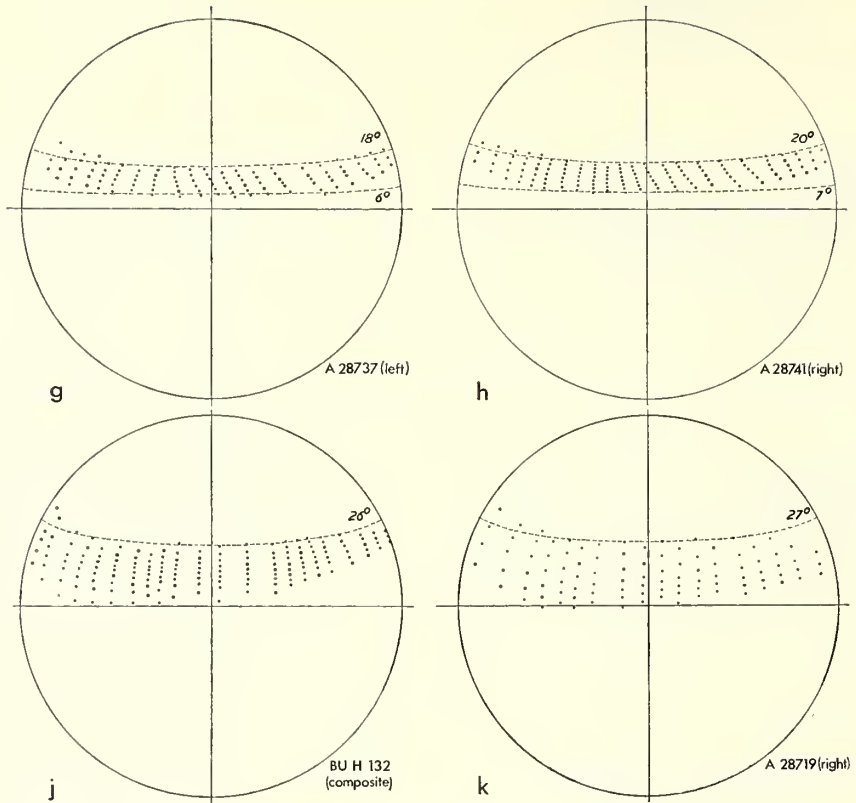 18°
6°
A 28737 (left)
g
20°
7°
A 28741 (right)
h
26°
BU H 132
(composite)
j
27°
A 28719 (right)
k